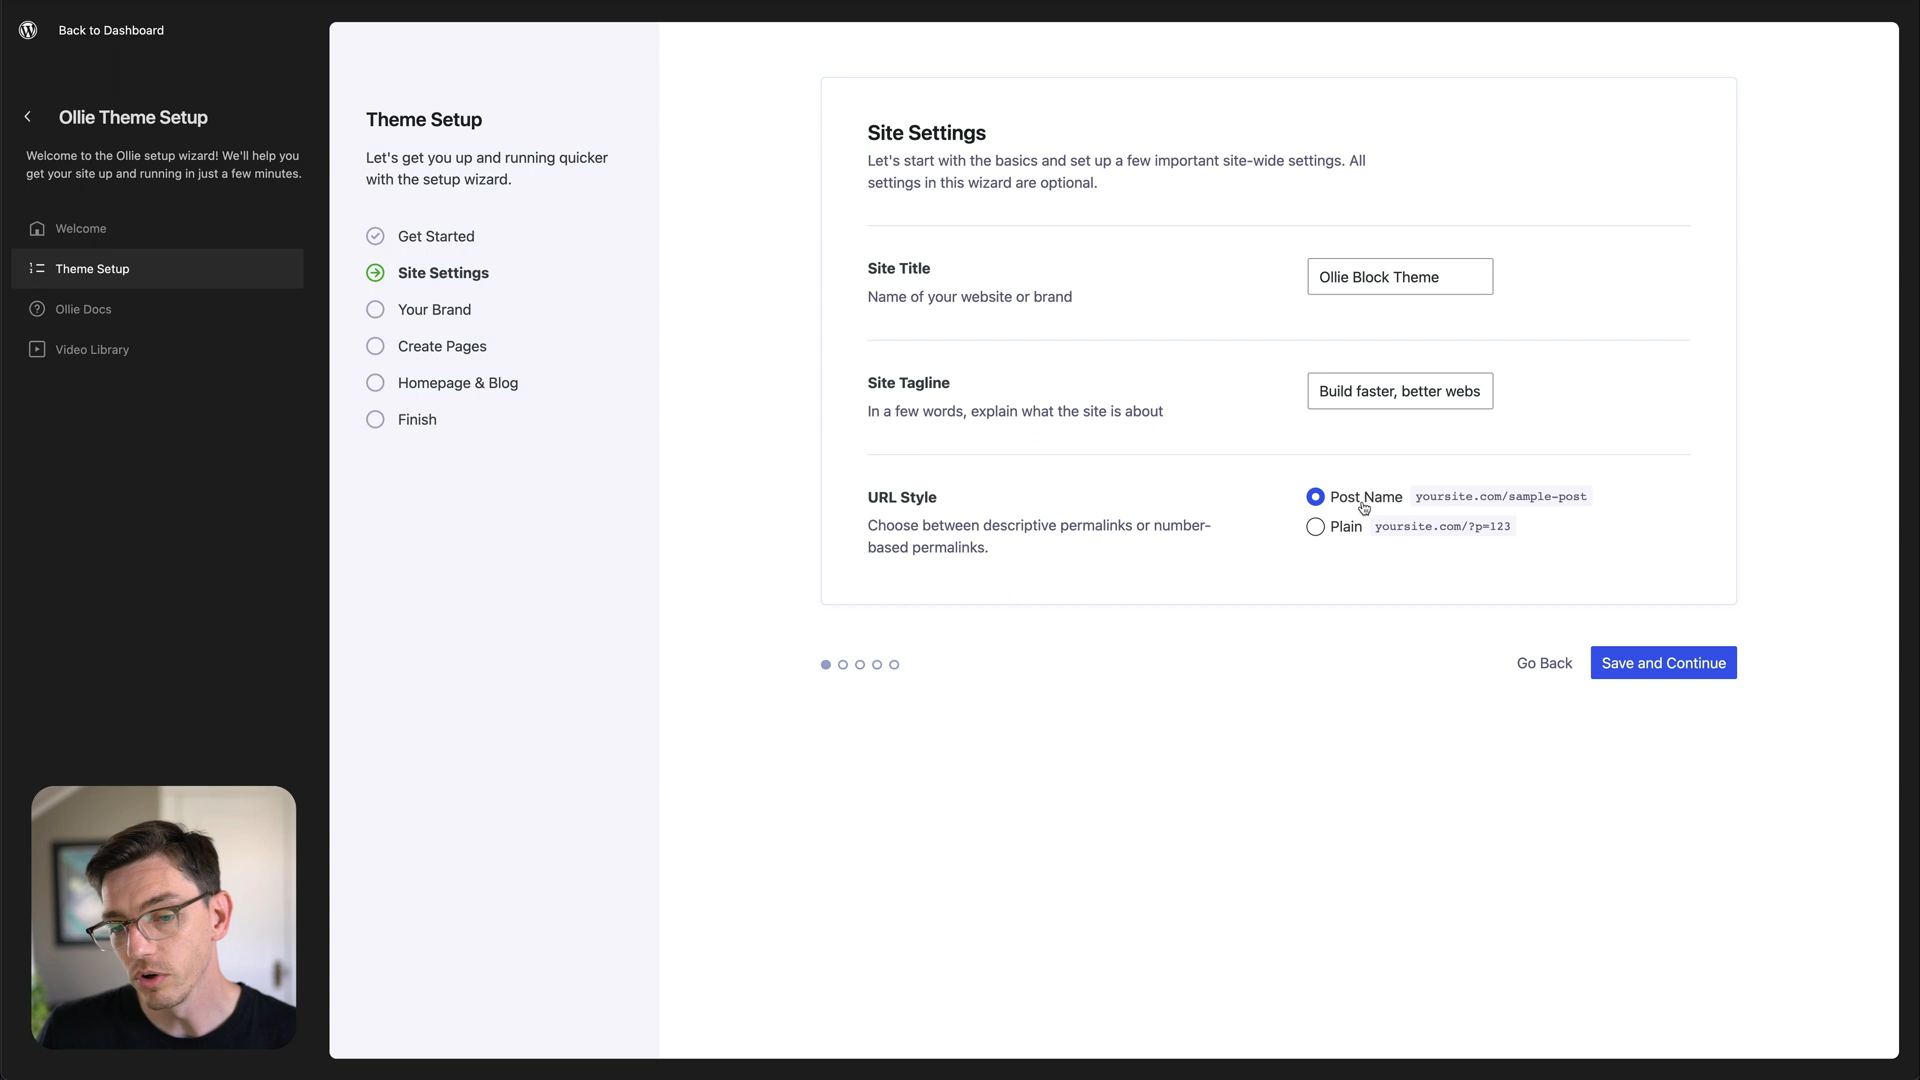 Back to Dashboard
Ollie Theme Setup
Welcome to the Ollie setup wizard! We'll help you
get your site up and running in just a few minutes.
Welcome
Theme Setup
Ollie Docs
Video Library
Theme Setup
Let's get you up and running quicker
with the setup wizard.
Get Started
Site Settings
Your Brand
Create Pages
Homepage & Blog
Finish
Site Settings
Let's start with the basics and set up a few important site-wide settings. All
settings in this wizard are optional.
Site Title
Name of your website or brand
Ollie Block Theme
Site Tagline
In a few words, explain what the site is about
Build faster, better webs
URL Style
Choose between descriptive permalinks or number-
based permalinks.
Post Name yoursite.com/sample-post
Plain yoursite.com/?p=123
Go Back
Save and Continue